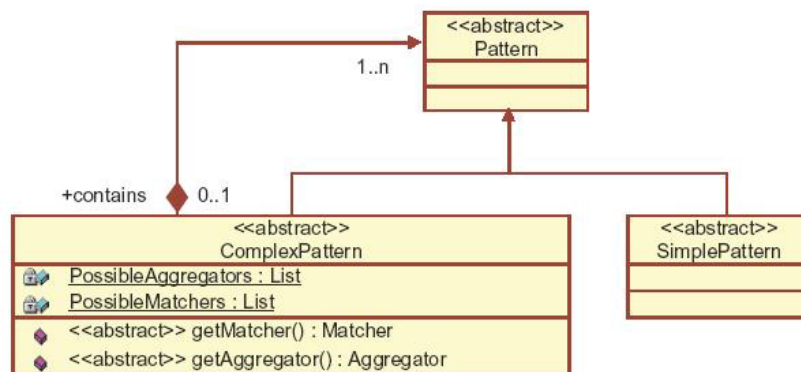 <<abstract>>
Pattern
1..n
+contains
0..1
<<abstract>>
ComplexPattern
PossibleAggregators : List
PossibleMatchers : List
<<abstract>> getMatcher() : Matcher
<<abstract>> getAggregator() : Aggregator
<<abstract>>
SimplePattern